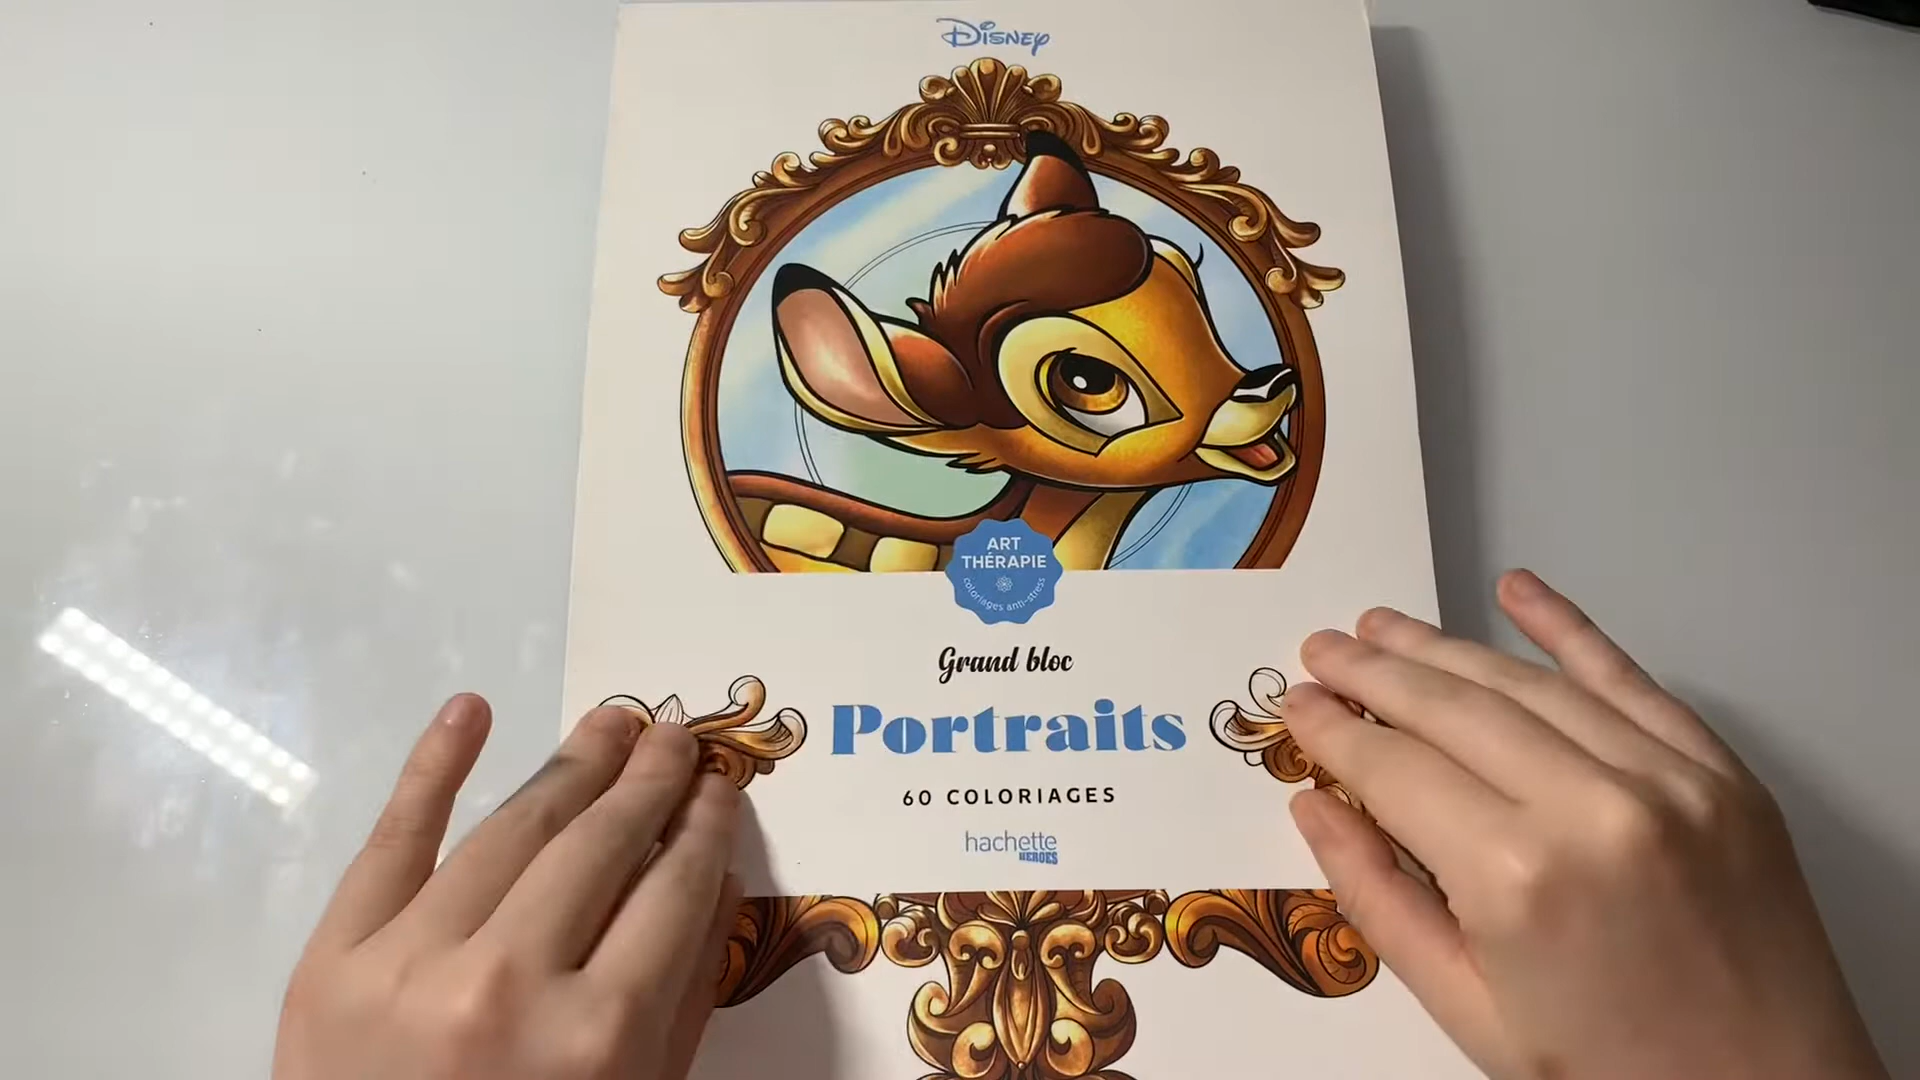 Disney
ART
THÉRAPIE
coloriages anti-stress
Grand bloc
Portraits
60 COLORIAGES
hachette
HEROES